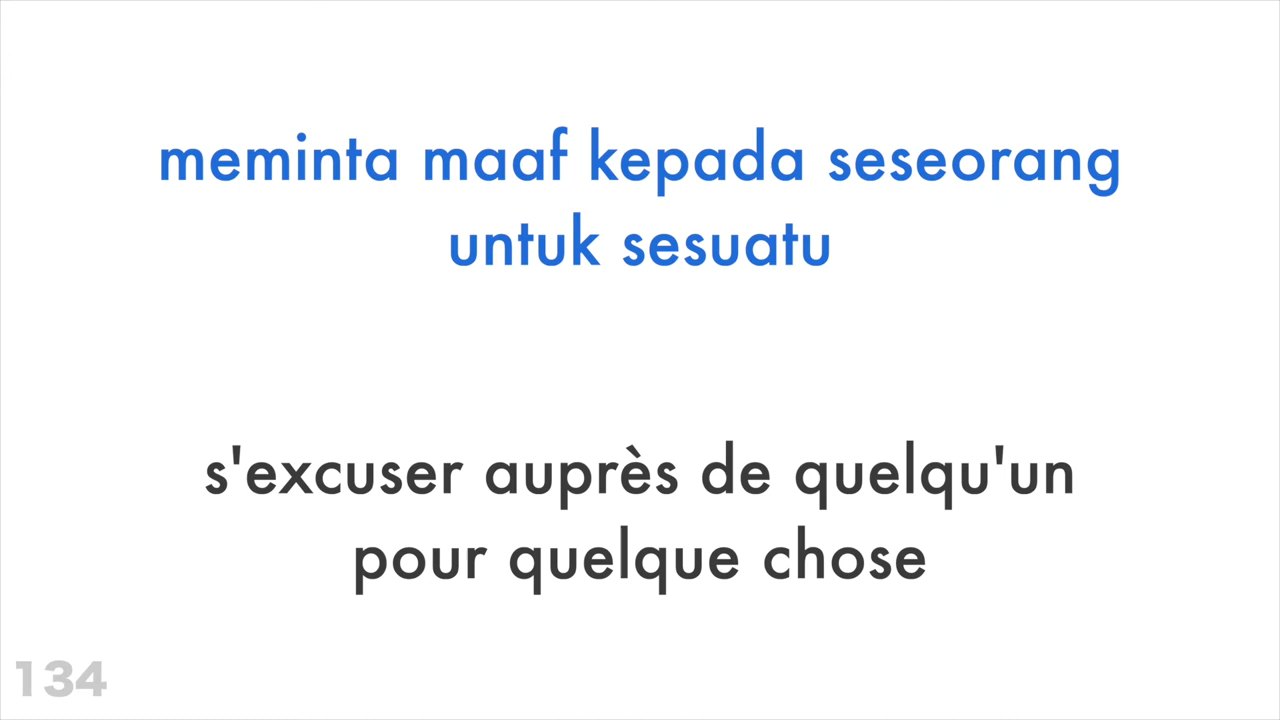 meminta maaf kepada seseorang
untuk sesuatu
s'excuser auprès de quelqu'un
pour quelque chose
134